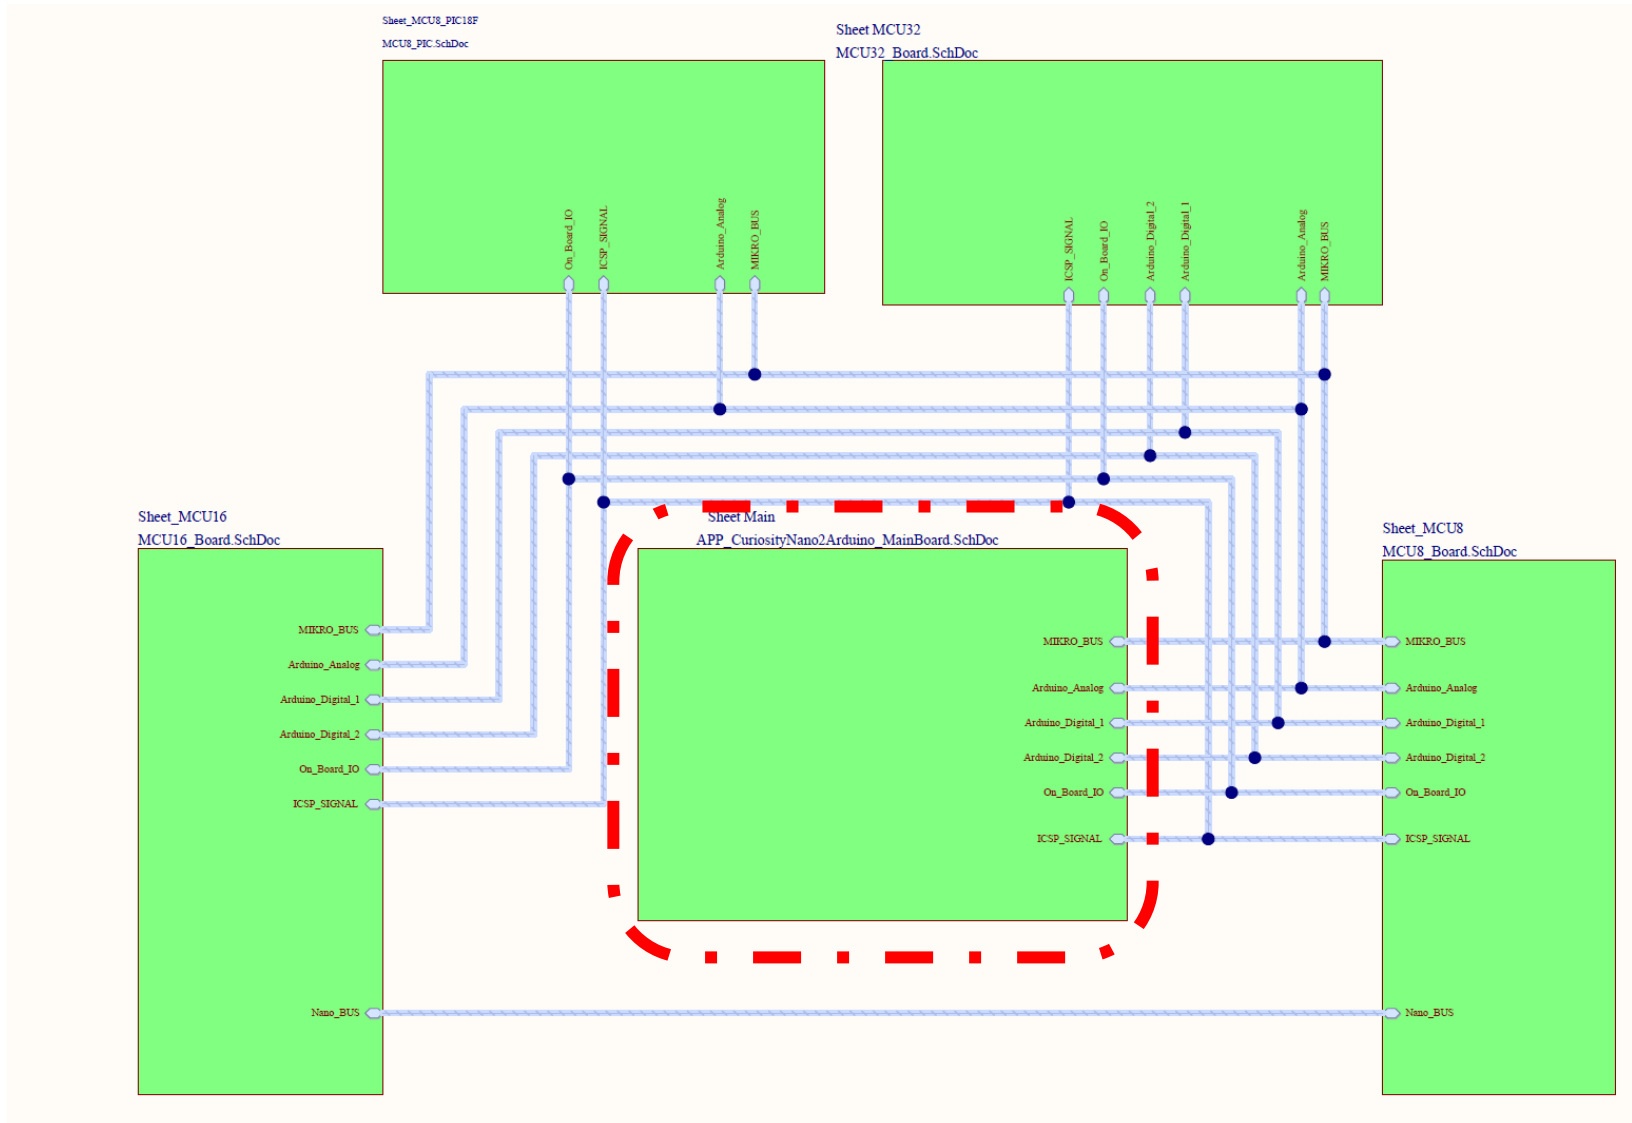 Sheet_MCU8_PIC18F
MCU8_PIC.SchDoc
Sheet MCU32
MCU32_Board.SchDoc
On_Board_IO
ICSP_SIGNAL
Arduino_Analog
MIKRO_BUS
ICSP_SIGNAL
On_Board_IO
Arduino_Digital_2
Arduino_Digital_1
Arduino_Analog
MIKRO_BUS
Sheet_MCU16
MCU16_Board.SchDoc
MIKRO_BUS
Arduino_Analog
Arduino_Digital_1
Arduino_Digital_2
On_Board_IO
ICSP_SIGNAL
Nano_BUS
Sheet Main
APP_CuriosityNano2Arduino_MainBoard.SchDoc
MIKRO_BUS
Arduino_Analog
Arduino_Digital_1
Arduino_Digital_2
On_Board_IO
ICSP_SIGNAL
Sheet_MCU8
MCU8_Board.SchDoc
MIKRO_BUS
Arduino_Analog
Arduino_Digital_1
Arduino_Digital_2
On_Board_IO
ICSP_SIGNAL
Nano_BUS